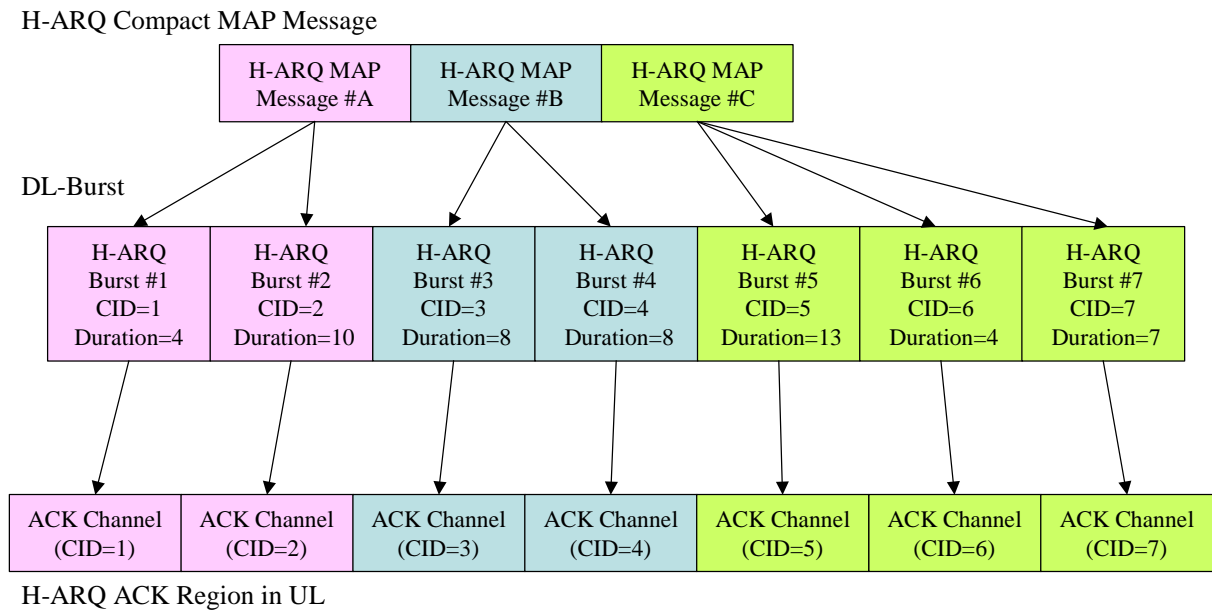 H-ARQ Compact MAP Message
H-ARQ MAP
Message #A
H-ARQ MAP
Message #B
H-ARQ MAP
Message #C
DL-Burst
H-ARQ
Burst #1
CID=1
Duration=4
H-ARQ
Burst #2
CID=2
Duration=10
H-ARQ
Burst #3
CID=3
Duration=8
H-ARQ
Burst #4
CID=4
Duration=8
H-ARQ
Burst #5
CID=5
Duration=13
H-ARQ
Burst #6
CID=6
Duration=4
H-ARQ
Burst #7
CID=7
Duration=7
ACK Channel
(CID=1)
ACK Channel
(CID=2)
ACK Channel
(CID=3)
ACK Channel
(CID=4)
ACK Channel
(CID=5)
ACK Channel
(CID=6)
ACK Channel
(CID=7)
H-ARQ ACK Region in UL